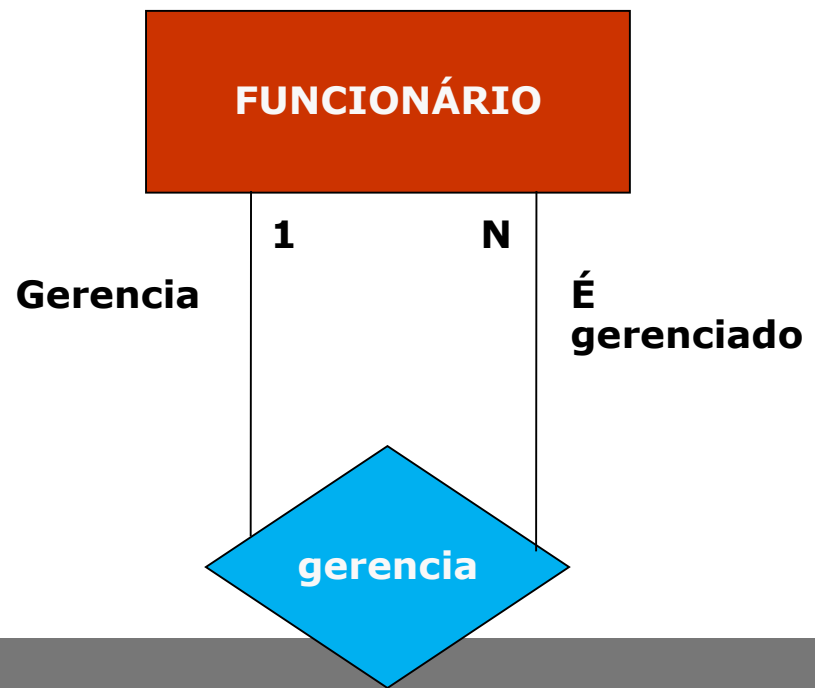 FUNCIONÁRIO
1
N
Gerencia
É
gerenciado
gerencia